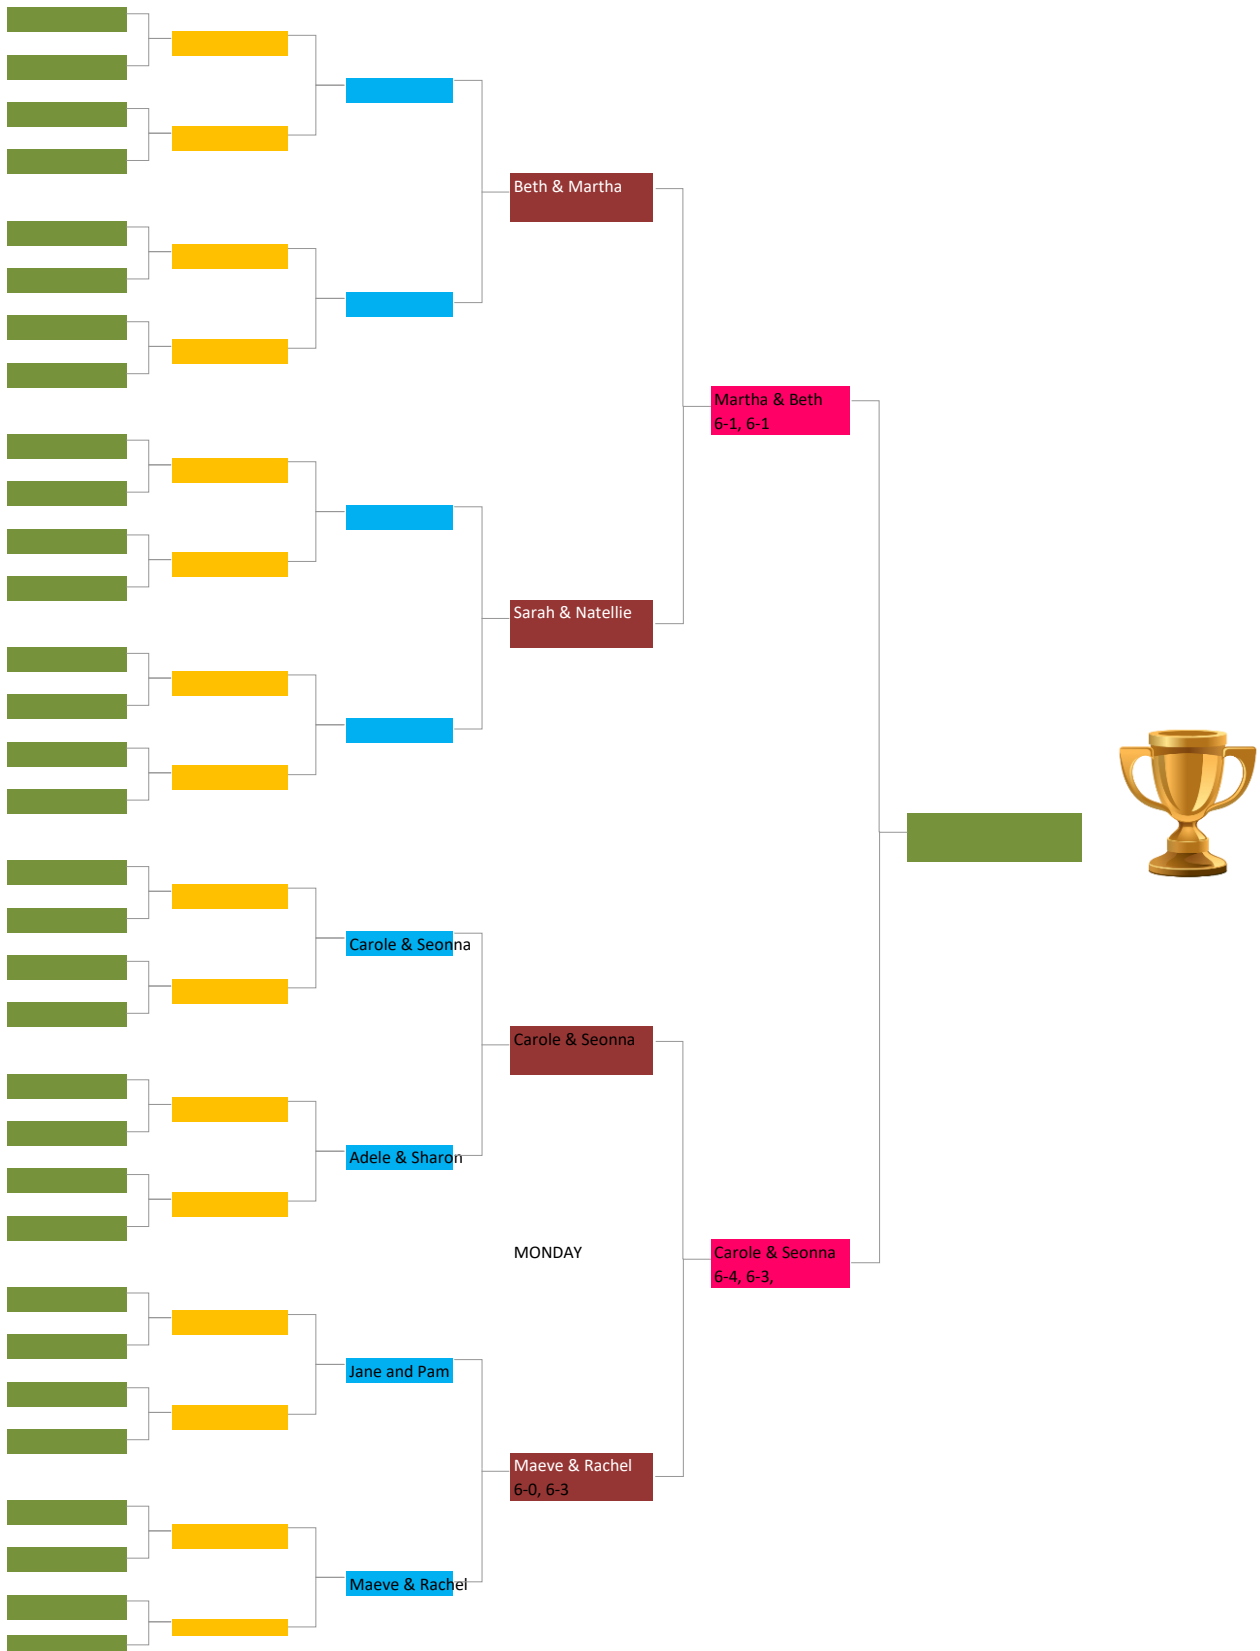 Beth & Martha
Martha & Beth
6-1, 6-1
Sarah & Natellie
Carole & Seonna
Carole & Seonna
Adele & Sharon
MONDAY
Carole & Seonna
6-4, 6-3,
Jane and Pam
Maeve & Rachel
6-0, 6-3
Maeve & Rachel